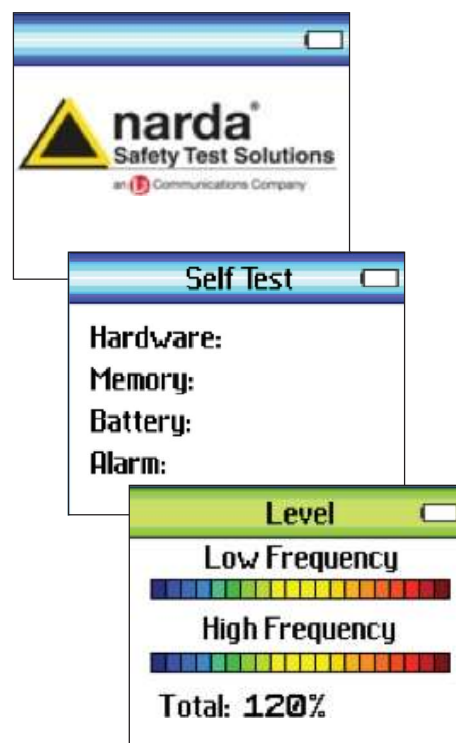 narda®
Safety Test Solutions
an L3 Communications Company
Self Test
Hardware:
Memory:
Battery:
Alarm:
Level
Low Frequency
High Frequency
Total: 120%